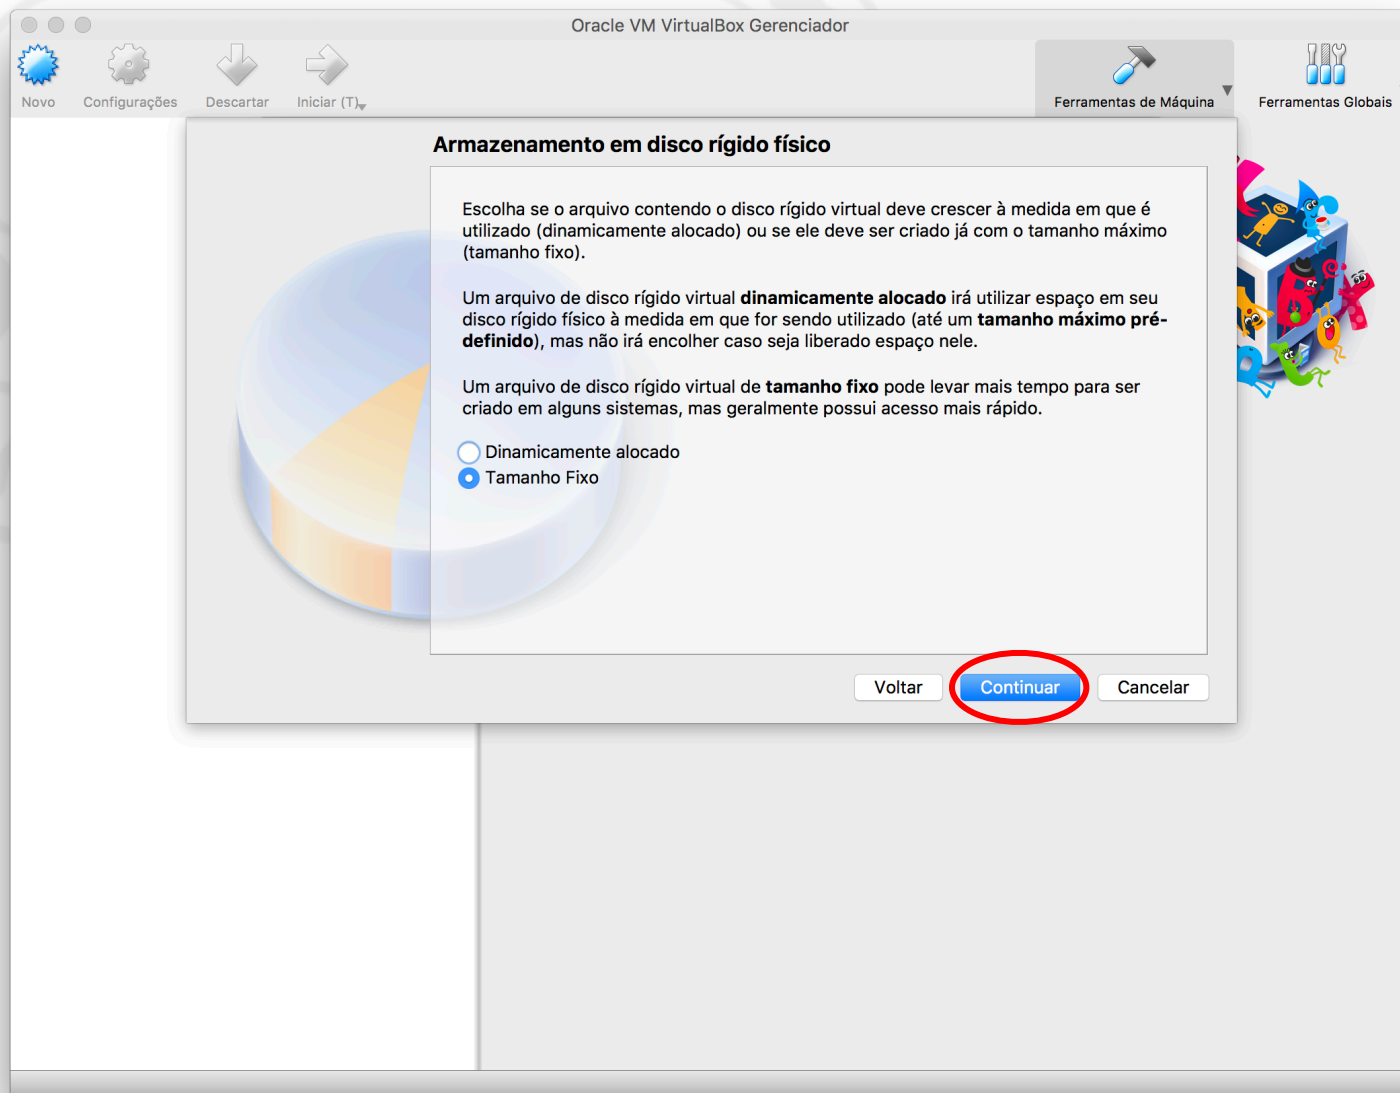 Oracle VM VirtualBox Gerenciador
Novo
Configurações
Descartar
Iniciar (T)
Ferramentas de Máquina
Ferramentas Globais
Armazenamento em disco rígido físico
Escolha se o arquivo contendo o disco rígido virtual deve crescer à medida em que é
utilizado (dinamicamente alocado) ou se ele deve ser criado já com o tamanho máximo
(tamanho fixo).
Um arquivo de disco rígido virtual dinamicamente alocado irá utilizar espaço em seu
disco rígido físico à medida em que for sendo utilizado (até um tamanho máximo pré-
definido), mas não irá encolher caso seja liberado espaço nele.
Um arquivo de disco rígido virtual de tamanho fixo pode levar mais tempo para ser
criado em alguns sistemas, mas geralmente possui acesso mais rápido.
Dinamicamente alocado
Tamanho Fixo
Voltar
Continuar
Cancelar